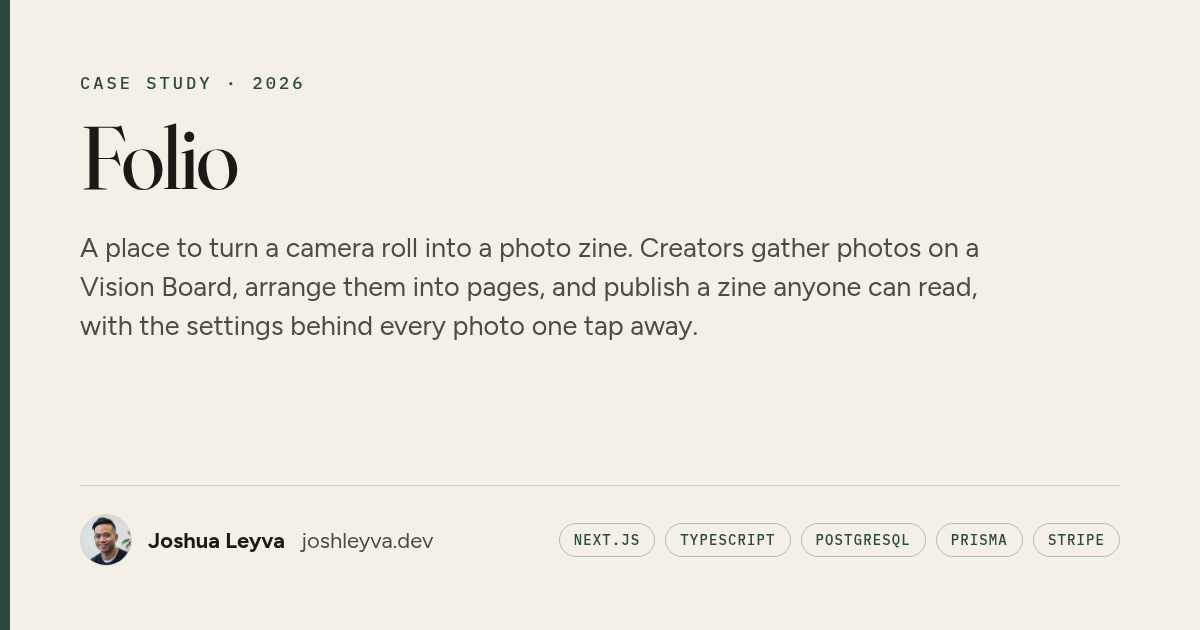 CASE STUDY · 2026
Folio
A place to turn a camera roll into a photo zine. Creators gather photos on a
Vision Board, arrange them into pages, and publish a zine anyone can read,
with the settings behind every photo one tap away.
Joshua Leyva joshleyva.dev NEXT.JS TYPESCRIPT POSTGRESQL PRISMA STRIPE